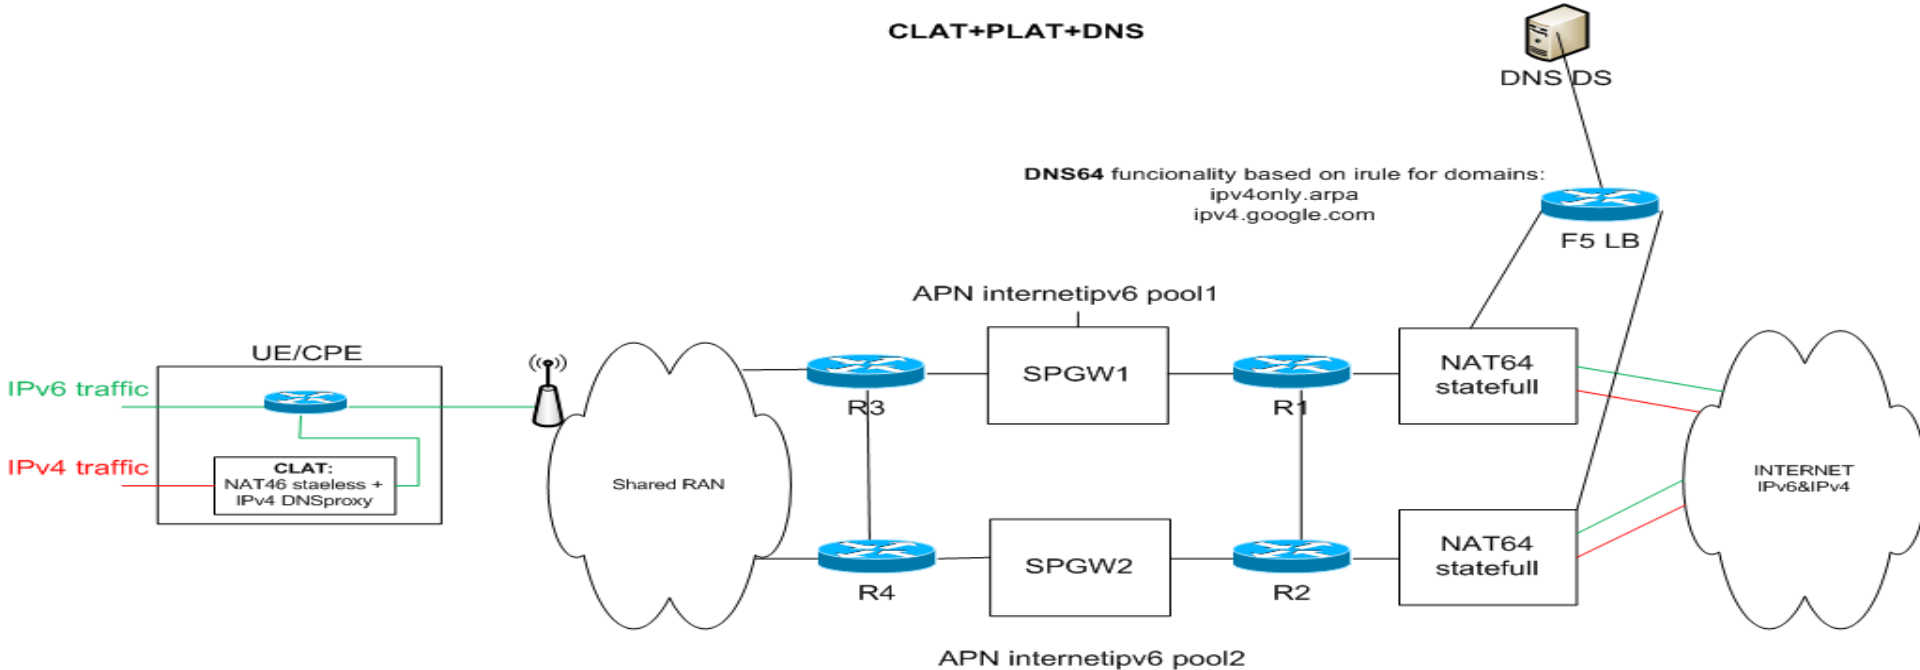 CLAT+PLAT+DNS
DNS DS
DNS64 funcionality based on irule for domains:
ipv4only.arpa
ipv4.google.com
F5 LB
APN internetipv6 pool1
UE/CPE
IPv6 traffic
IPv4 traffic
CLAT:
NAT46 staeless +
IPv4 DNSproxy
Shared RAN
R3
SPGW1
R1
NAT64
statefull
INTERNET
IPv6&IPv4
R4
SPGW2
R2
NAT64
statefull
APN internetipv6 pool2